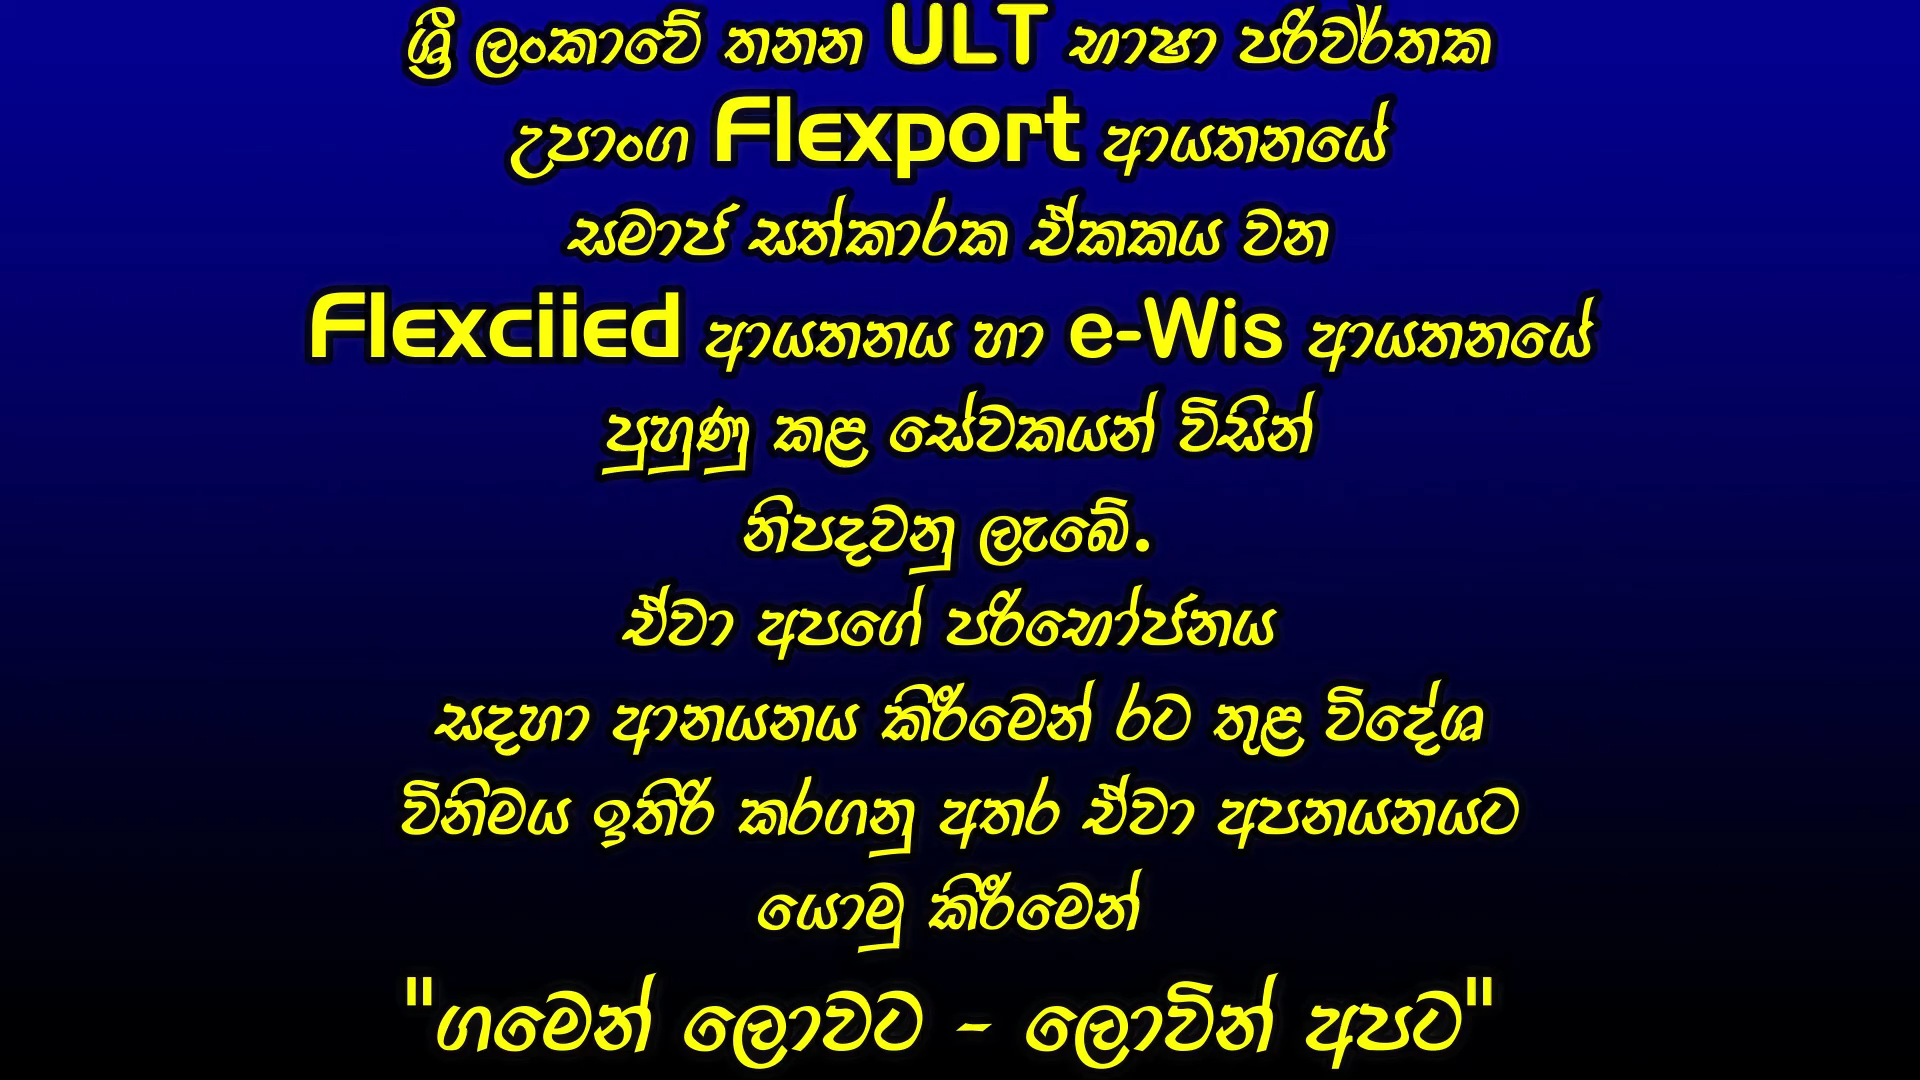 ශ්‍රී ලංකාවේ තනන ULT භාෂා පරිවර්තක
උපාංග Flexport ආයතනයේ
සමාජ සත්කාරක ඒකකය වන
Flexciied ආයතනය හා e-Wis ආයතනයේ
පුහුණු කළ සේවකයන් විසින්
නිපදවනු ලැබේ.
ඒවා අපගේ පරිභෝජනය
සදහා ආනයනය කිරීමෙන් රට තුළ විදේශ
විනිමය ඉතිරි කරගනු අතර ඒවා අපනයනයට
යොමු කිරීමෙන්
"ගමෙන් ලොවට - ලොවින් අපට"